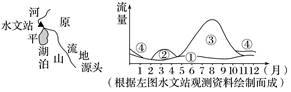 河 原
水文站
平
湖 流
泊 山 地
源头
流量
④ ② ① ③ ④
1 2 3 4 5 6 7 8 9 10 11 12 (月)
(根据左图水文站观测资料绘制而成)